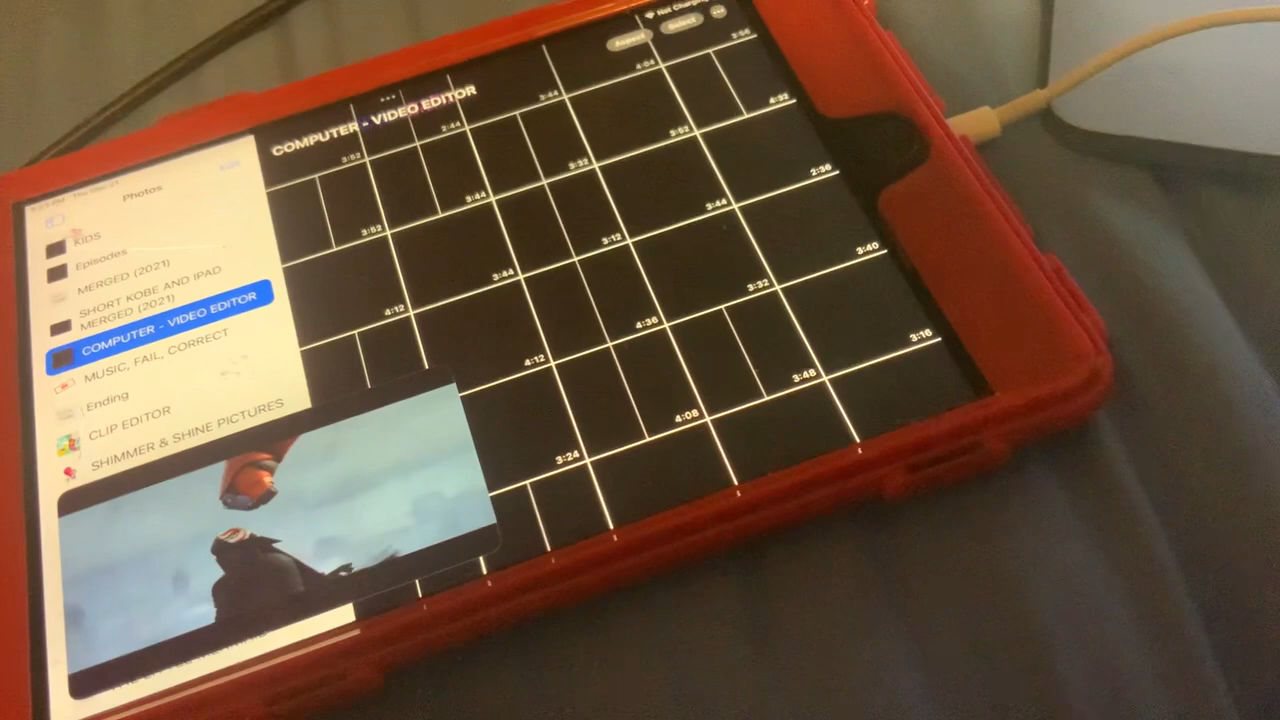 Not Charging
Aspect
Select
Photos
COMPUTER - VIDEO EDITOR
KIDS
Episodes
MERGED (2021)
SHORT KOBE AND IPAD
MERGED (2021)
COMPUTER - VIDEO EDITOR
MUSIC, FAIL, CORRECT
Ending
CLIP EDITOR
SHIMMER & SHINE PICTURES
3:52
2:44
3:44
4:04
3:56
3:52
3:44
3:32
3:52
4:32
4:12
3:44
3:12
3:44
2:36
4:12
4:36
3:32
3:40
3:24
4:08
3:48
3:16